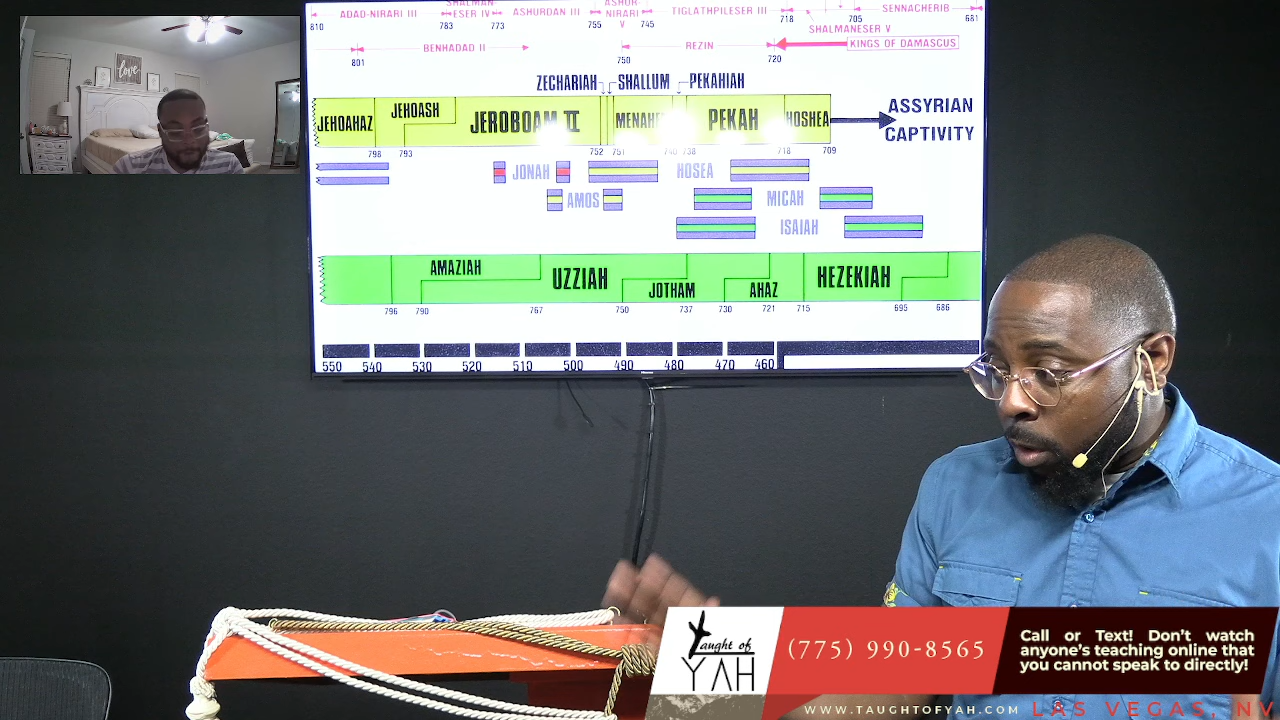 love
ADAD-NIRARI III
SHALMAN-
ESER IV
ASHURDAN III
ASHUR-
NIRARI
V
TIGLATHPILESER III
SHALMANESER V
SENNACHERIB
810 783 773 755 745 718 705 681
BENHADAD II
REZIN
KINGS OF DAMASCUS
801 750 720
ZECHARIAH SHALLUM PEKAHIAH
JEHOAHAZ JEHOASH JEROBOAM II PEKAH HOSHEA
ASSYRIAN
CAPTIVITY
798 793 752 751 738 718 709
JONAH HOSEA
AMOS MICAH
ISAIAH
AMAZIAH UZZIAH JOTHAM AHAZ HEZEKIAH
796 790 767 750 737 730 721 715 695 686
550 540 530 520 510 500 490 480 470 460
Hisense
taught of
YAH
(775) 990-8565
Call or Text! Don't watch
anyone's teaching online that
you cannot speak to directly!
WWW.TAUGHTOFYAH.COM
LAS VEGAS, NV